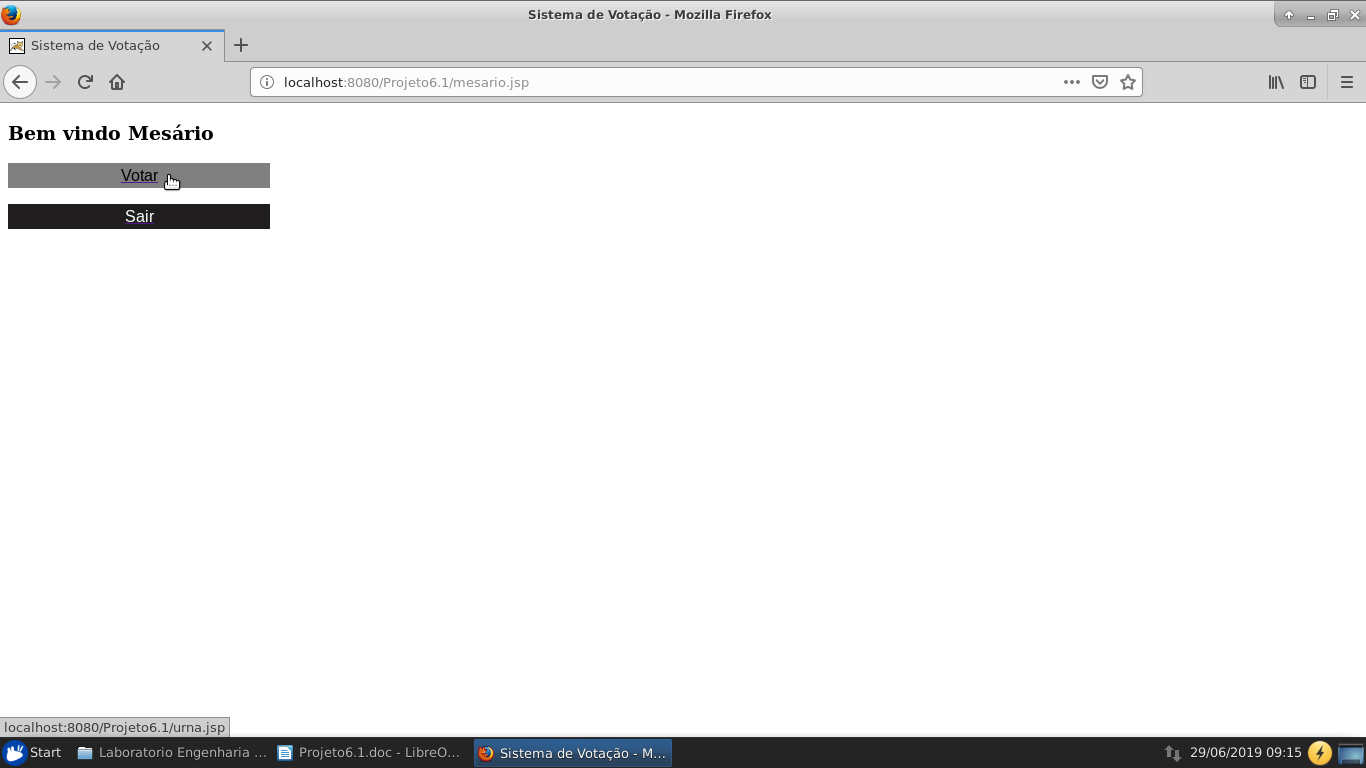 Sistema de Votação - Mozilla Firefox
Sistema de Votação
localhost:8080/Projeto6.1/mesario.jsp
Bem vindo Mesário
Votar
Sair
localhost:8080/Projeto6.1/urna.jsp
Start Laboratorio Engenharia ... Projeto6.1.doc - LibreO... Sistema de Votação - M... 29/06/2019 09:15